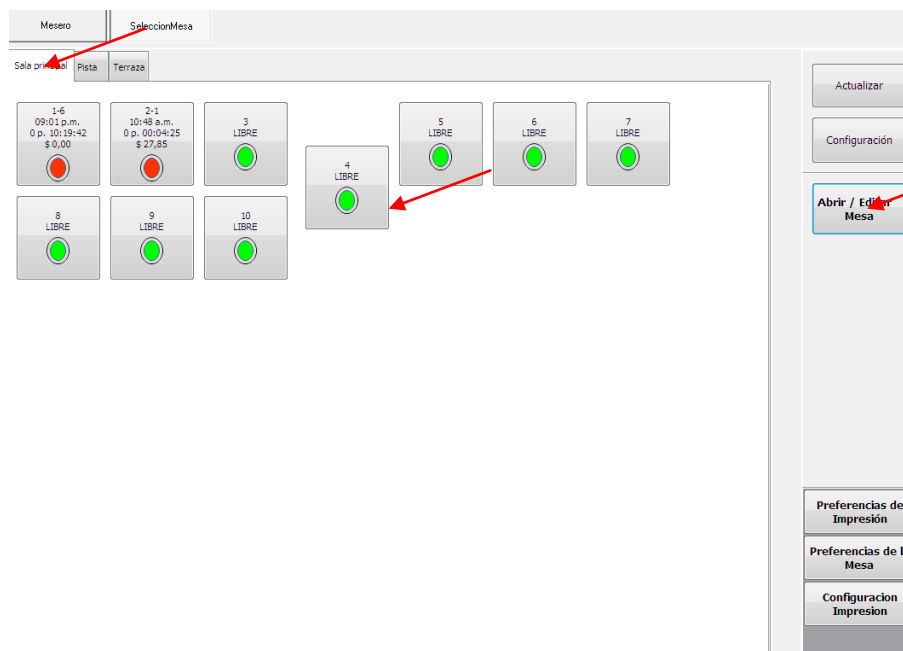 Mesero
SeleccionMesa
Sala principal
Pista
Terraza
Actualizar
Configuración
Abrir / Editar
Mesa
1-6
09:01 p.m.
0 p. 10:19:42
$ 0,00
2-1
10:48 a.m.
0 p. 00:04:25
$ 27,85
3
LIBRE
4
LIBRE
5
LIBRE
6
LIBRE
7
LIBRE
8
LIBRE
9
LIBRE
10
LIBRE
Preferencias de
Impresión
Preferencias de l
Mesa
Configuracion
Impresion